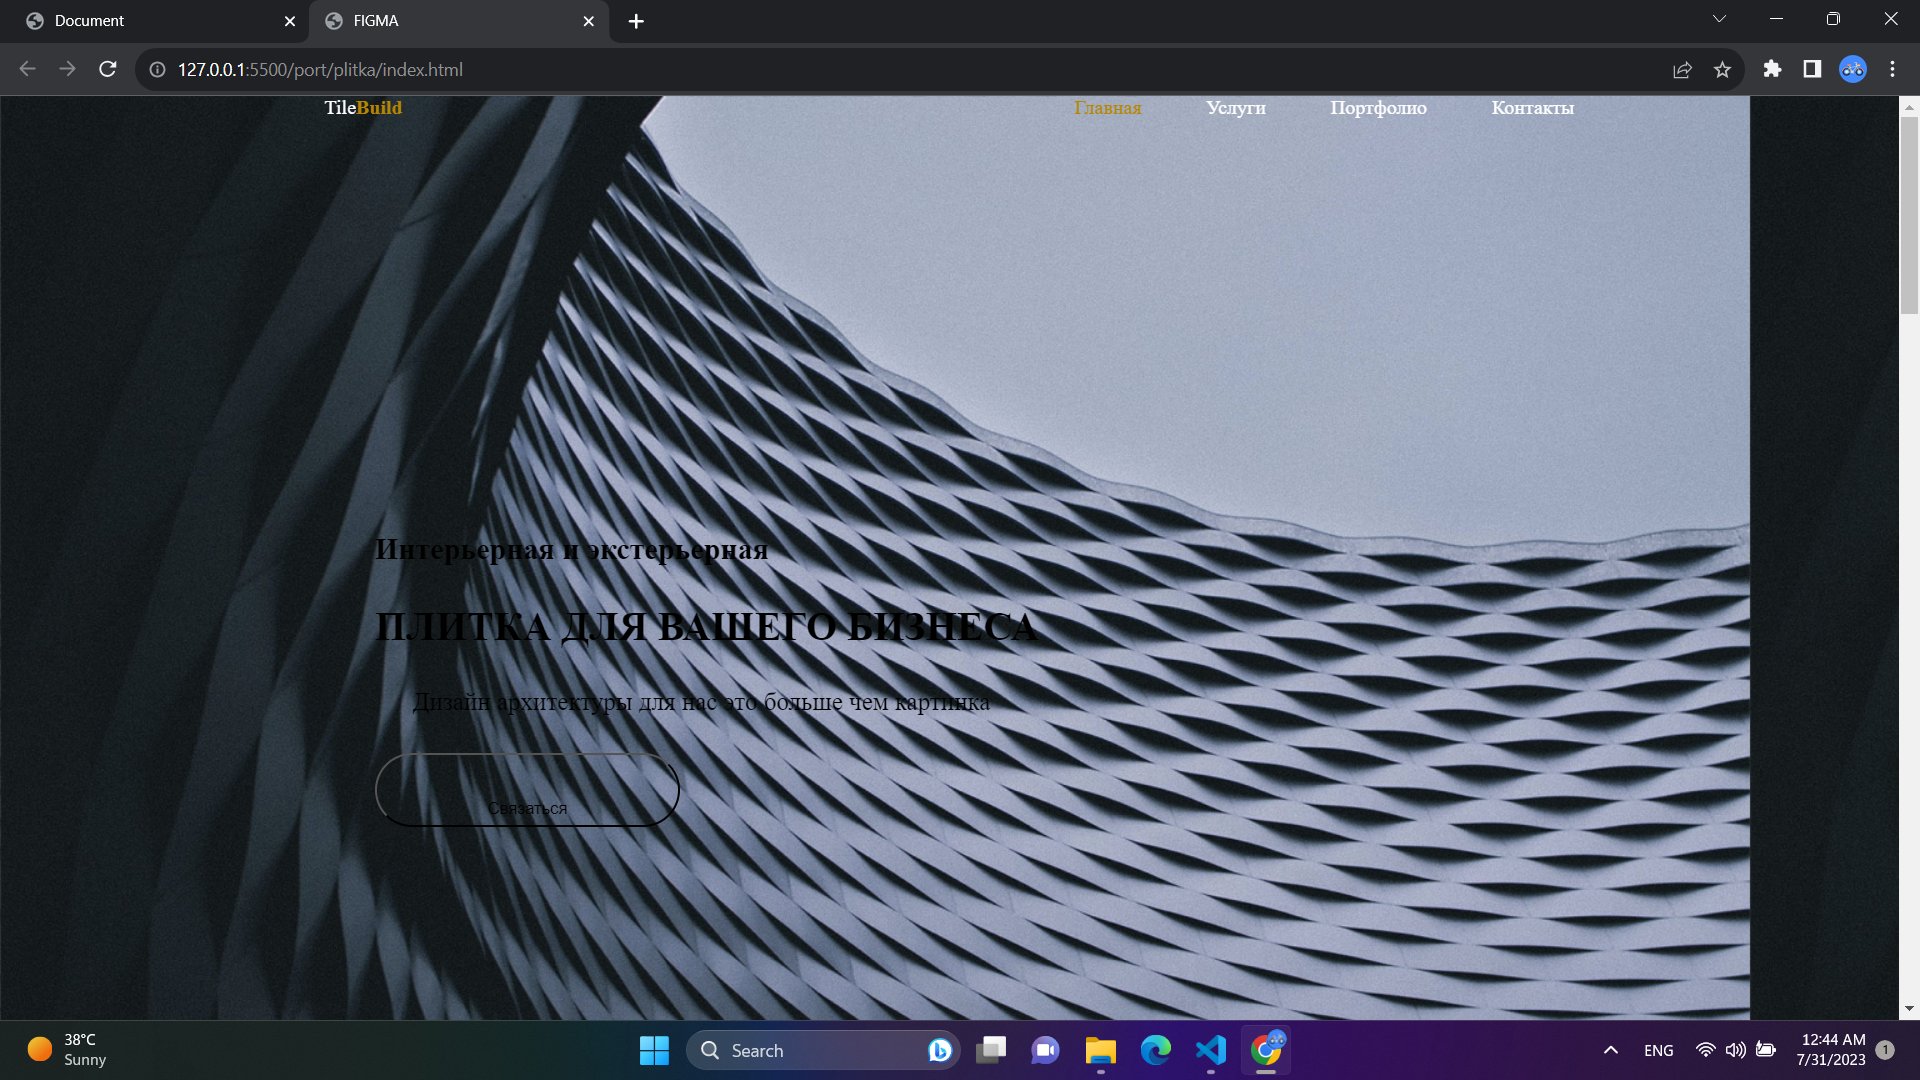 Document
FIGMA
127.0.0.1:5500/port/plitka/index.html
TileBuild
Главная
Услуги
Портфолио
Контакты
Интерьерная и экстерьерная
ПЛИТКА ДЛЯ ВАШЕГО БИЗНЕСА
Дизайн архитектуры для нас это больше чем картинка
Связаться
38°C
Sunny
Search
ENG
12:44 AM
7/31/2023
1